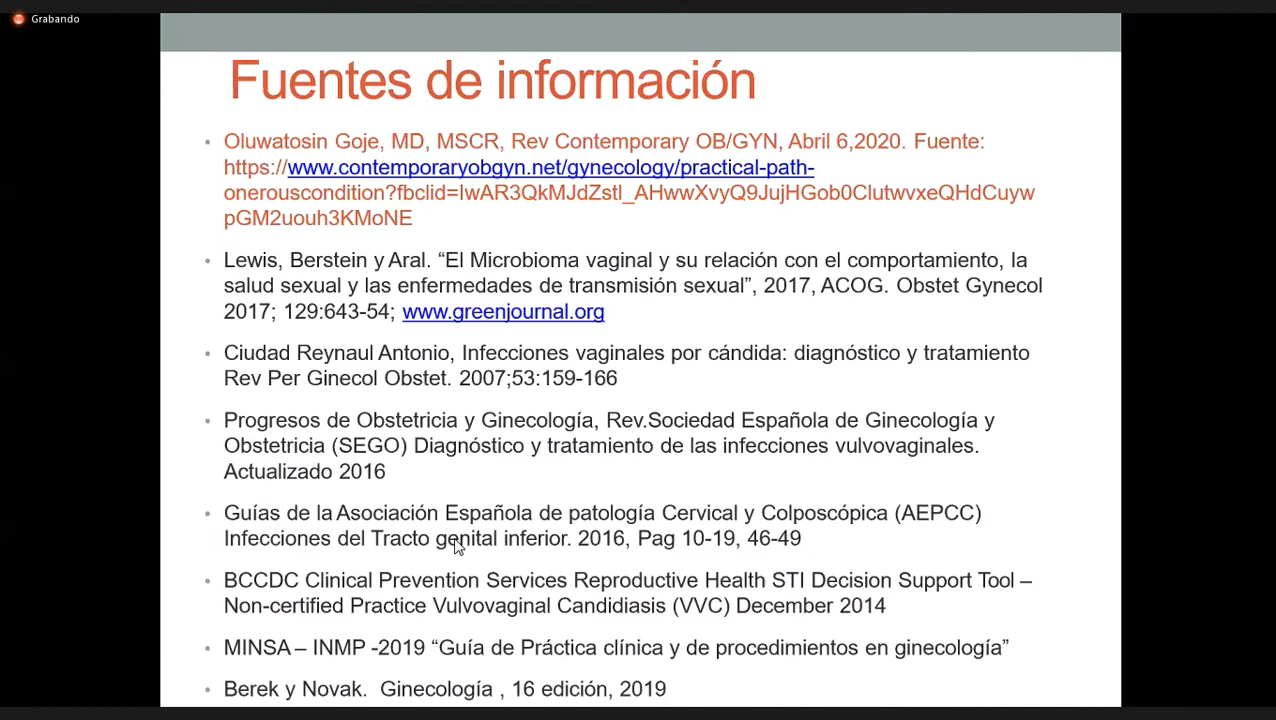 Grabando
Fuentes de información
• Oluwatosin Goje, MD, MSCR, Rev Contemporary OB/GYN, Abril 6,2020. Fuente:
https://www.contemporaryobgyn.net/gynecology/practical-path-
onerouscondition?fbclid=IwAR3QkMJdZstl_AHwwXvyQ9JujHGob0ClutwvxeQHdCuyw
pGM2uouh3KMoNE
• Lewis, Berstein y Aral. “El Microbioma vaginal y su relación con el comportamiento, la
salud sexual y las enfermedades de transmisión sexual”, 2017, ACOG. Obstet Gynecol
2017; 129:643-54; www.greenjournal.org
• Ciudad Reynaul Antonio, Infecciones vaginales por cándida: diagnóstico y tratamiento
Rev Per Ginecol Obstet. 2007;53:159-166
• Progresos de Obstetricia y Ginecología, Rev.Sociedad Española de Ginecología y
Obstetricia (SEGO) Diagnóstico y tratamiento de las infecciones vulvovaginales.
Actualizado 2016
• Guías de la Asociación Española de patología Cervical y Colposcópica (AEPCC)
Infecciones del Tracto genital inferior. 2016, Pag 10-19, 46-49
• BCCDC Clinical Prevention Services Reproductive Health STI Decision Support Tool –
Non-certified Practice Vulvovaginal Candidiasis (VVC) December 2014
• MINSA – INMP -2019 “Guía de Práctica clínica y de procedimientos en ginecología”
• Berek y Novak. Ginecología , 16 edición, 2019